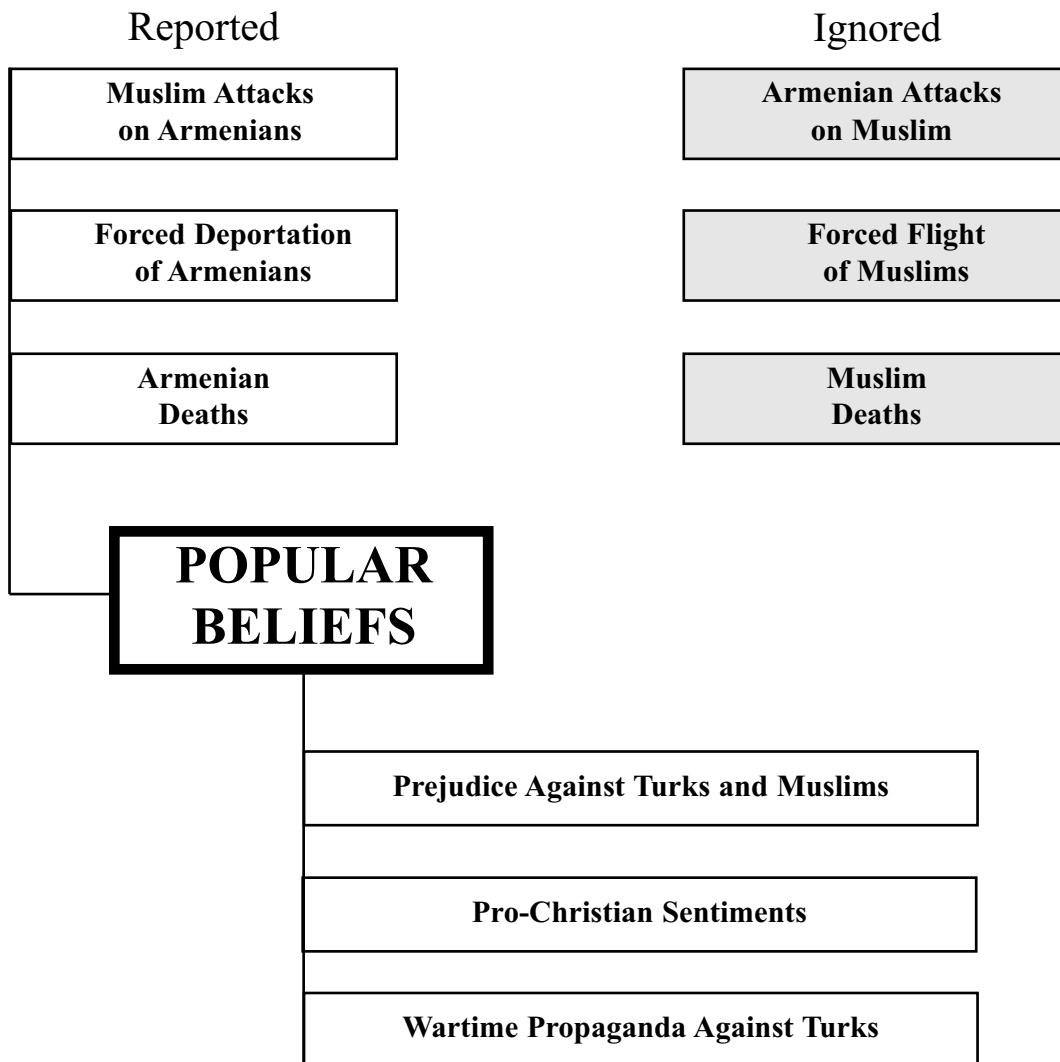 Reported
Ignored
Muslim Attacks
on Armenians
Armenian Attacks
on Muslim
Forced Deportation
of Armenians
Forced Flight
of Muslims
Armenian
Deaths
Muslim
Deaths
POPULAR
BELIEFS
Prejudice Against Turks and Muslims
Pro-Christian Sentiments
Wartime Propaganda Against Turks